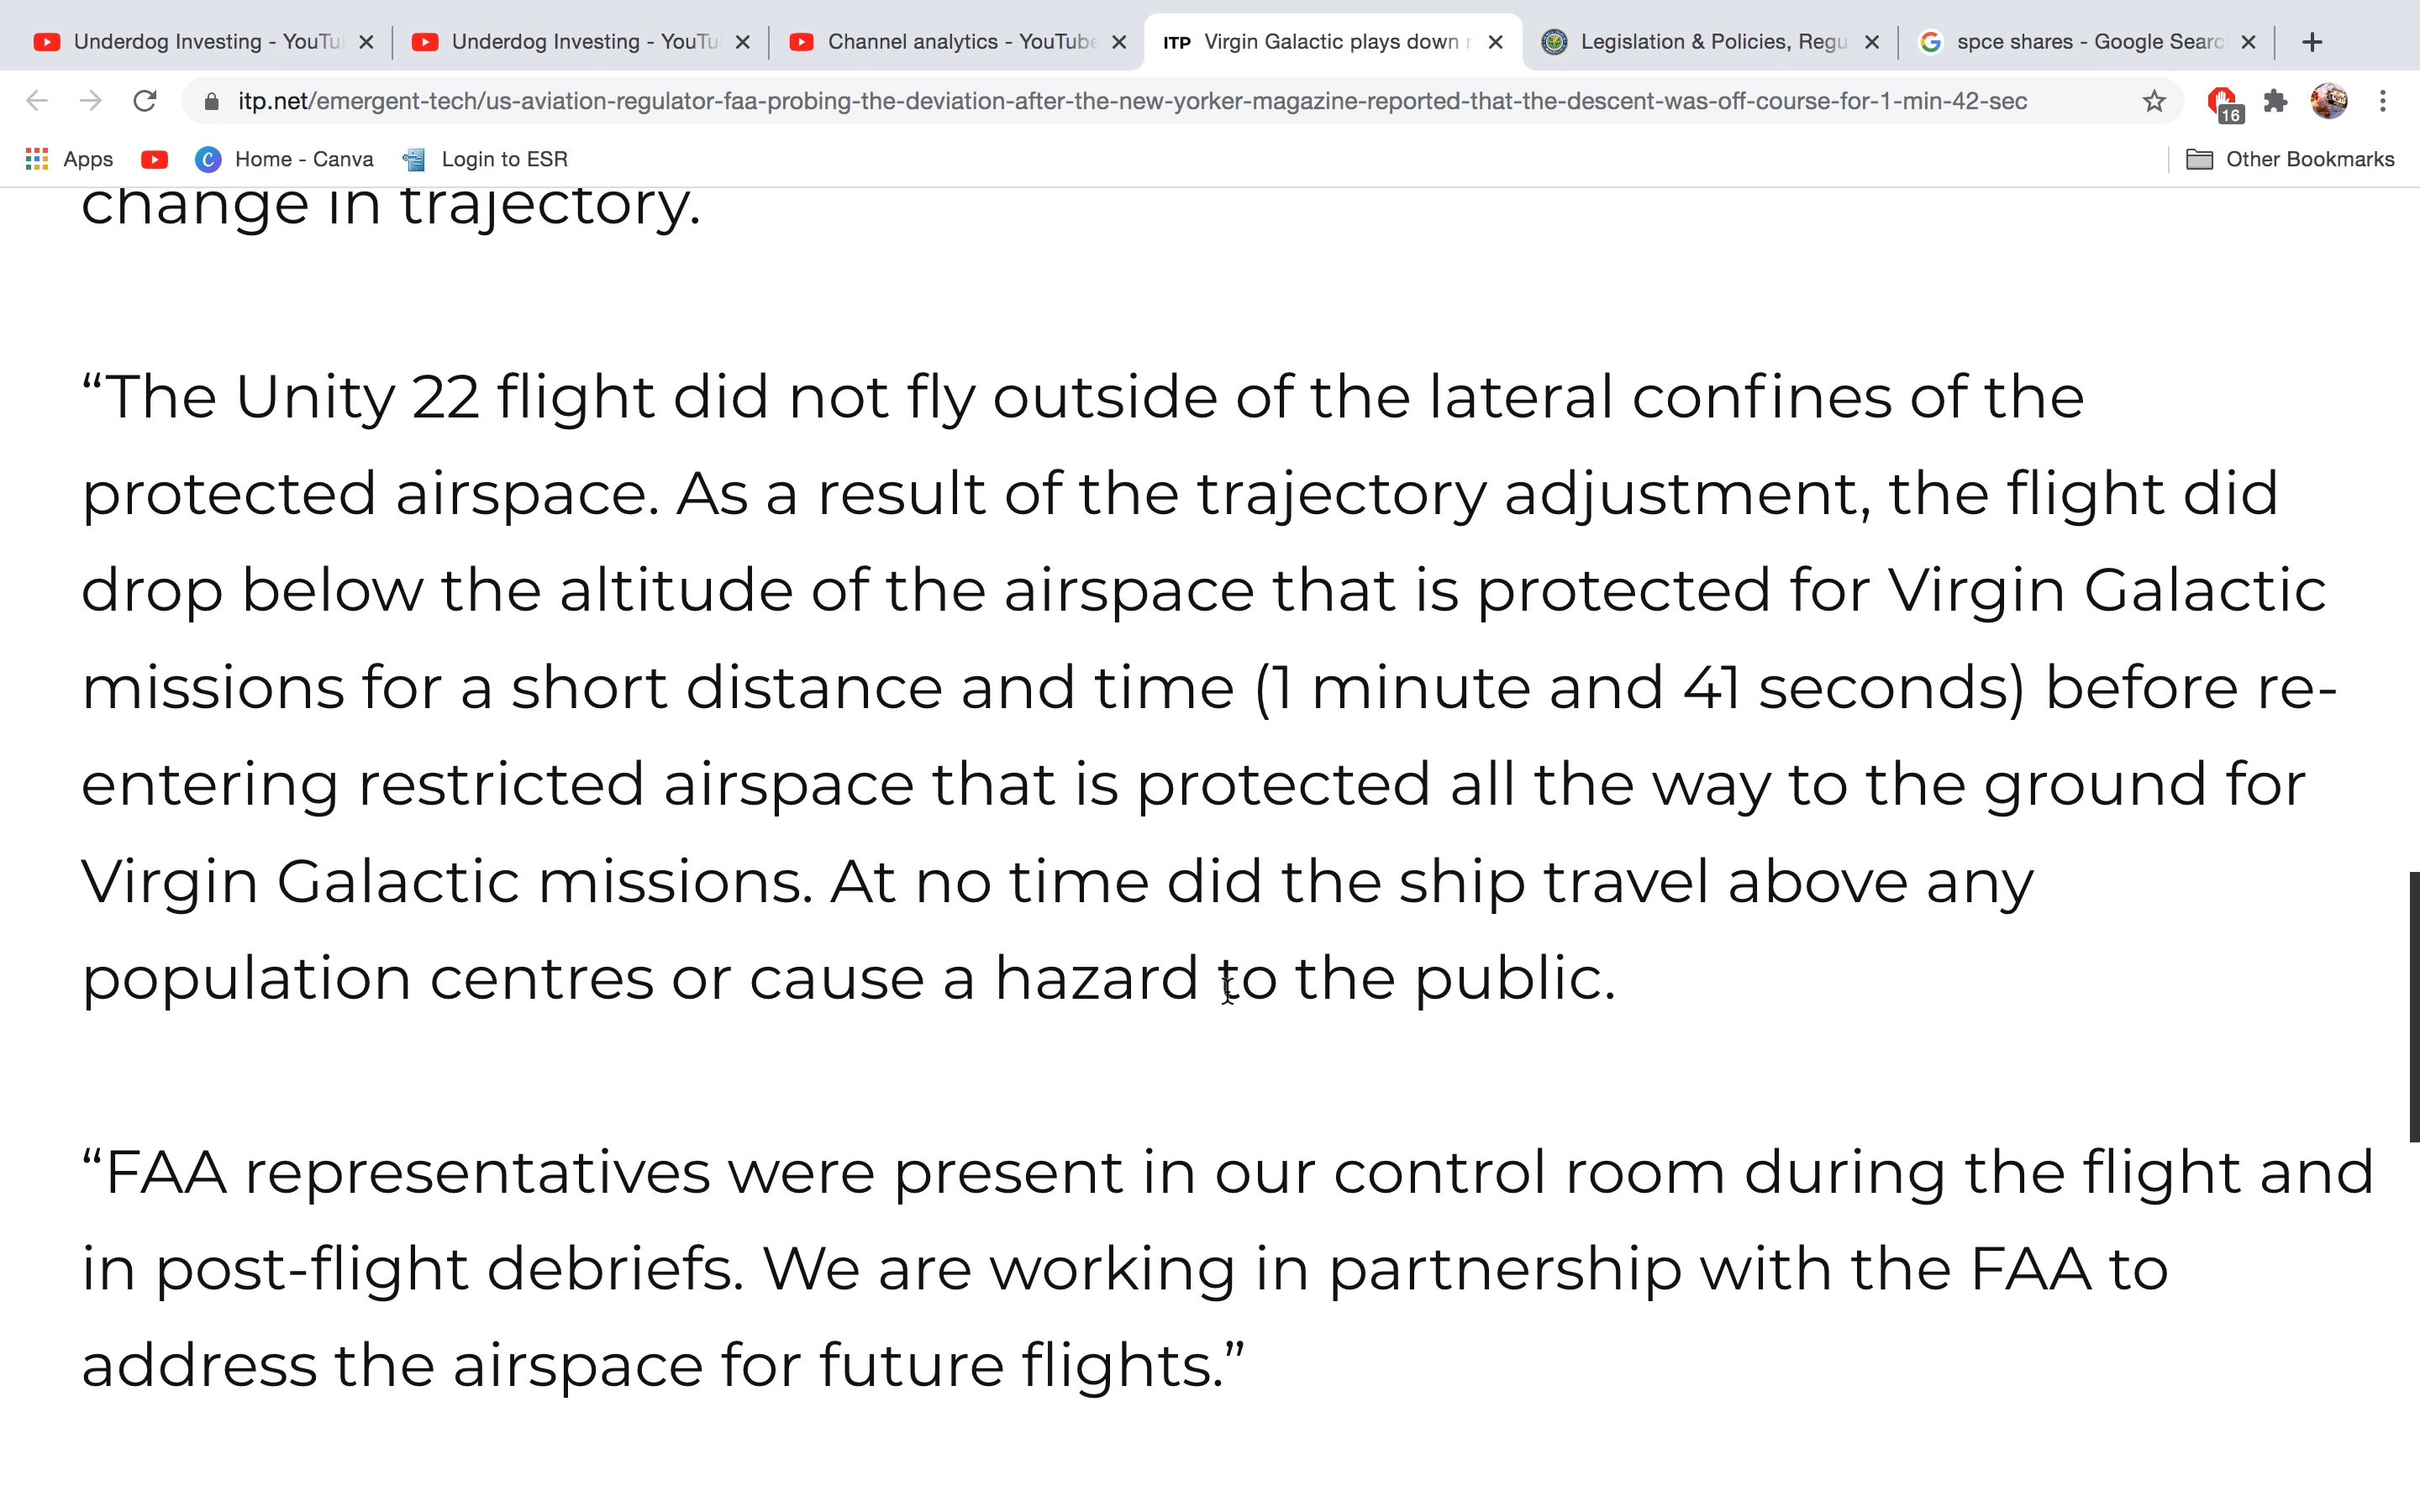 Underdog Investing - YouTu
Underdog Investing - YouTu
Channel analytics - YouTube
ITP Virgin Galactic plays down r
Legislation & Policies, Regu
spce shares - Google Searc
itp.net/emergent-tech/us-aviation-regulator-faa-probing-the-deviation-after-the-new-yorker-magazine-reported-that-the-descent-was-off-course-for-1-min-42-sec
16
Apps
Home - Canva
Login to ESR
Other Bookmarks
change in trajectory.
“The Unity 22 flight did not fly outside of the lateral confines of the
protected airspace. As a result of the trajectory adjustment, the flight did
drop below the altitude of the airspace that is protected for Virgin Galactic
missions for a short distance and time (1 minute and 41 seconds) before re-
entering restricted airspace that is protected all the way to the ground for
Virgin Galactic missions. At no time did the ship travel above any
population centres or cause a hazard to the public.
“FAA representatives were present in our control room during the flight and
in post-flight debriefs. We are working in partnership with the FAA to
address the airspace for future flights.”